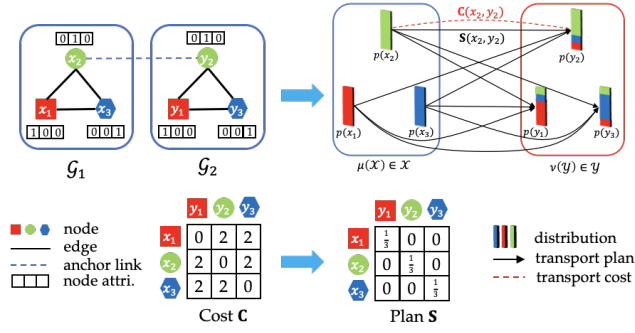 0 1 0
0 1 0
x₂
y₂
x₁
x₃
y₁
y₃
1 0 0
0 0 1
1 0 0
0 0 1
𝒢₁
𝒢₂
C(x₂, y₂)
S(x₂, y₂)
p(x₂)
p(y₂)
p(x₁)
p(x₃)
p(y₁)
p(y₃)
μ(𝒳) ∈ 𝒳
ν(𝒴) ∈ 𝒴
node
edge
anchor link
node attri.
y₁ y₂ y₃
x₁ 0 2 2
x₂ 2 0 2
x₃ 2 2 0
Cost C
y₁ y₂ y₃
x₁ 1/3 0 0
x₂ 0 1/3 0
x₃ 0 0 1/3
Plan S
distribution
transport plan
transport cost